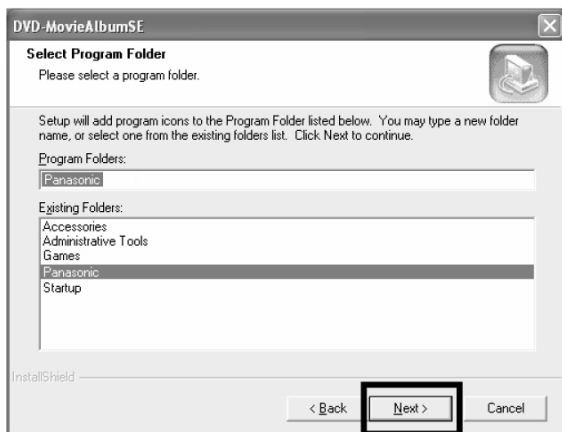 DVD-MovieAlbumSE
Select Program Folder
Please select a program folder.
Setup will add program icons to the Program Folder listed below. You may type a new folder
name, or select one from the existing folders list. Click Next to continue.
Program Folders:
Panasonic
Existing Folders:
Accessories
Administrative Tools
Games
Panasonic
Startup
InstallShield
< Back
Next >
Cancel